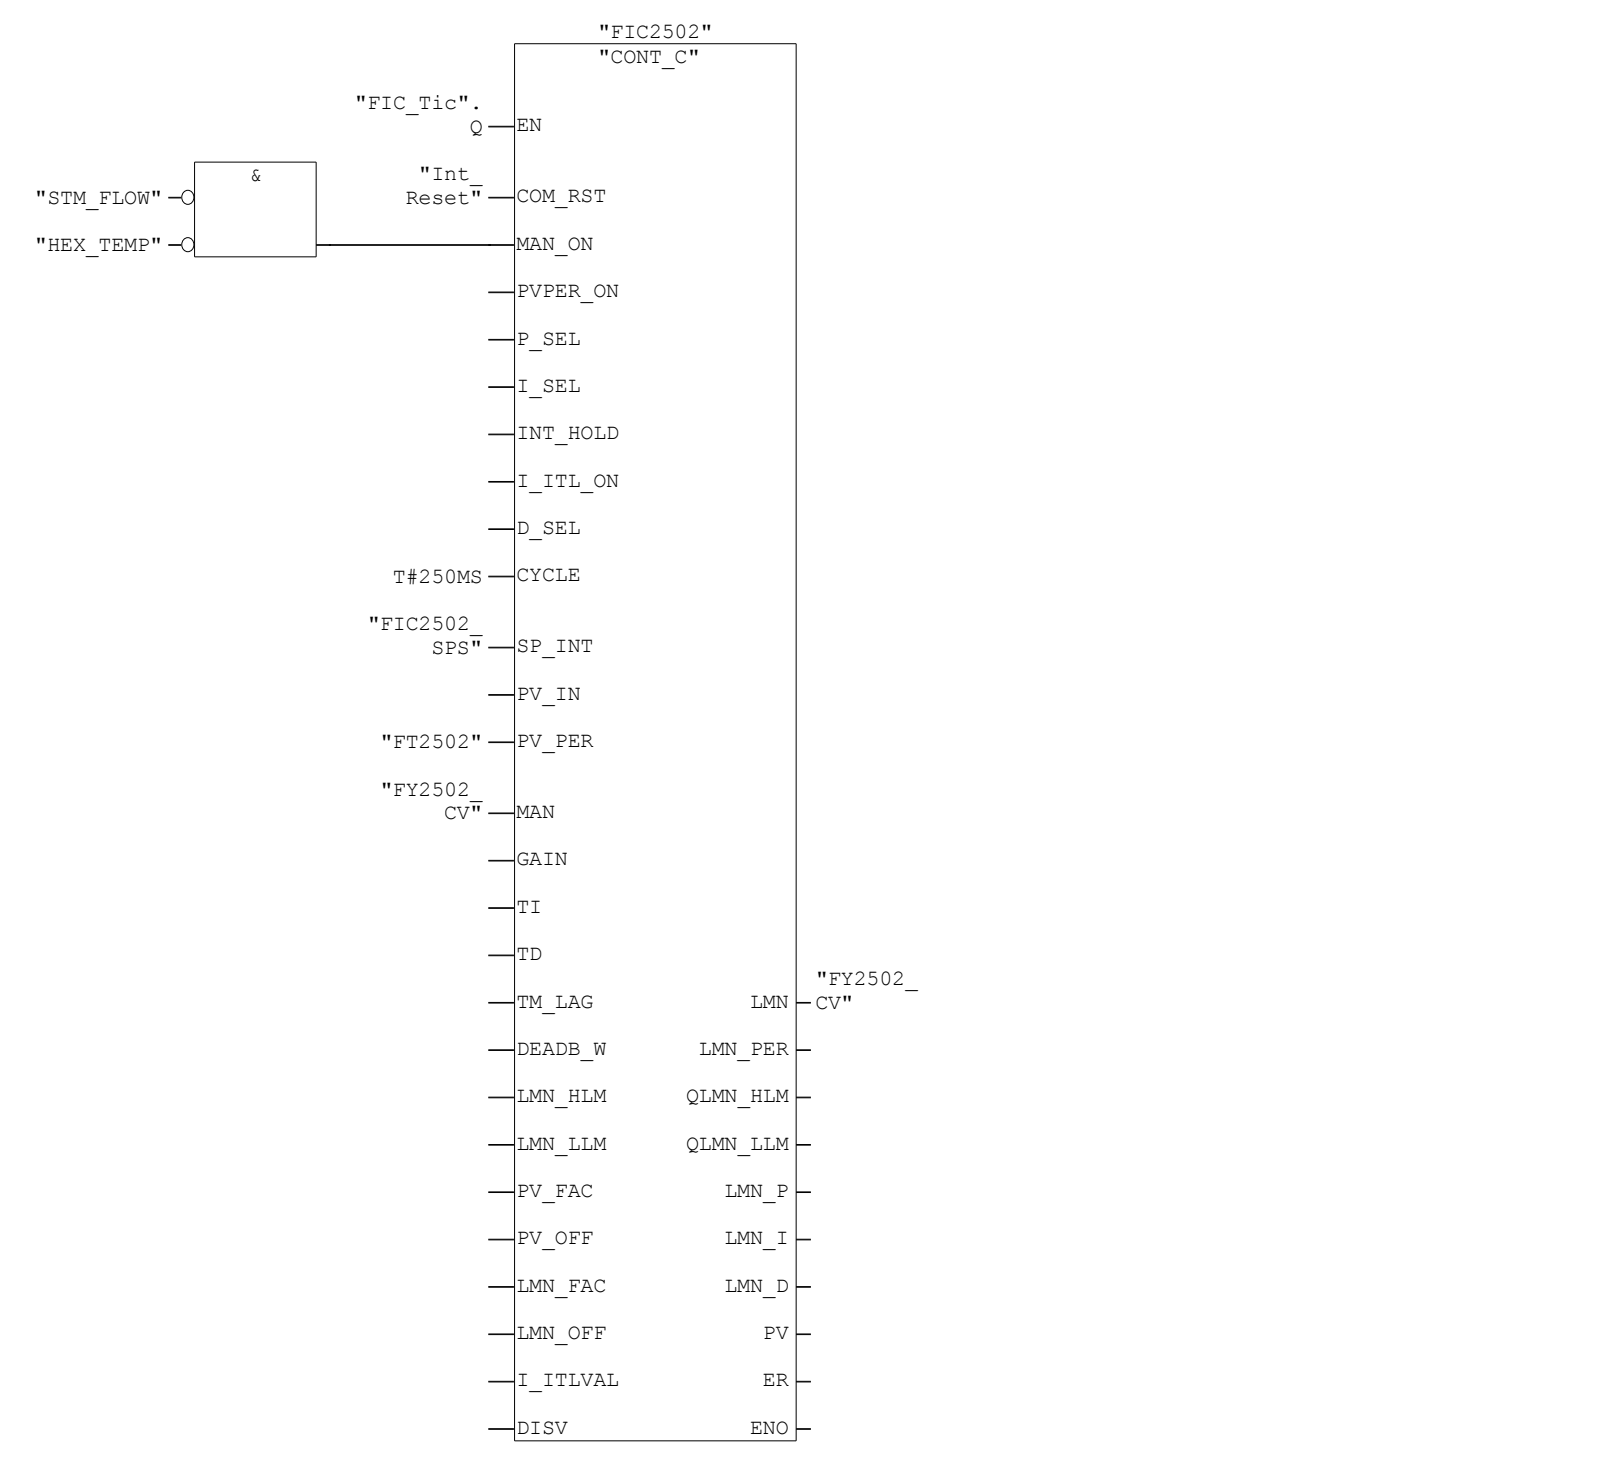 "FIC2502"
"CONT_C"
"FIC_Tic".
Q EN
&
"Int_
"STM_FLOW" Reset" COM_RST
"HEX_TEMP" MAN_ON
PVPER_ON
P_SEL
I_SEL
INT_HOLD
I_ITL_ON
D_SEL
T#250MS CYCLE
"FIC2502_
SPS" SP_INT
PV_IN
"FT2502" PV_PER
"FY2502_
CV" MAN
GAIN
TI
TD
"FY2502_
TM_LAG LMN CV"
DEADB_W LMN_PER
LMN_HLM QLMN_HLM
LMN_LLM QLMN_LLM
PV_FAC LMN_P
PV_OFF LMN_I
LMN_FAC LMN_D
LMN_OFF PV
I_ITLVAL ER
DISV ENO